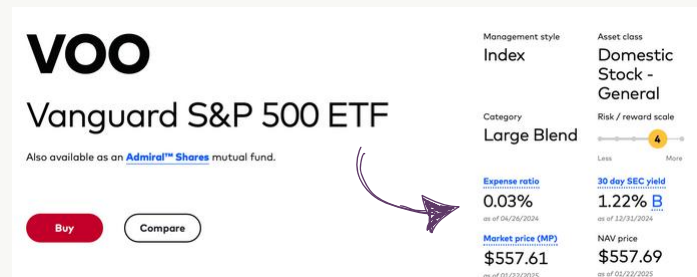 VOO
Vanguard S&P 500 ETF
Also available as an Admiral™ Shares mutual fund.
Buy
Compare
Management style
Index
Asset class
Domestic
Stock -
General
Category
Large Blend
Risk / reward scale
4
Less
More
Expense ratio
0.03%
as of 04/26/2024
30 day SEC yield
1.22% B
as of 12/31/2024
Market price (MP)
$557.61
as of 01/22/2025
NAV price
$557.69
as of 01/22/2025